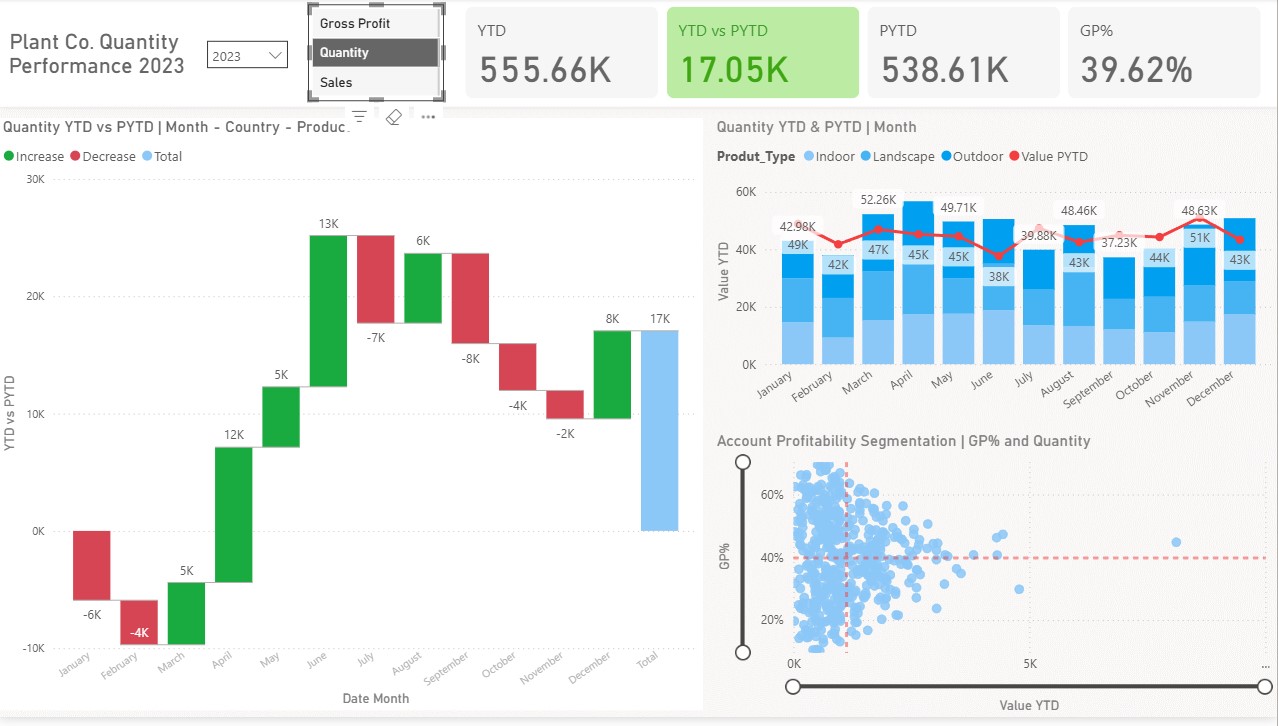 Plant Co. Quantity
Performance 2023
2023
Gross Profit
Quantity
Sales
YTD
555.66K
YTD vs PYTD
17.05K
PYTD
538.61K
GP%
39.62%
Quantity YTD vs PYTD | Month - Country - Produc.
Increase Decrease Total
30K
20K
10K
0K
-10K
YTD vs PYTD
-6K
-4K
5K
12K
5K
13K
-7K
6K
-8K
-4K
-2K
8K
17K
January
February
March
April
May
June
July
August
September
October
November
December
Total
Date Month
Quantity YTD & PYTD | Month
Produt_Type Indoor Landscape Outdoor Value PYTD
60K
40K
20K
0K
Value YTD
42.98K
52.26K
49.71K
39.88K
48.46K
37.23K
48.63K
49K
42K
47K
45K
45K
38K
43K
44K
51K
43K
January
February
March
April
May
June
July
August
September
October
November
December
Account Profitability Segmentation | GP% and Quantity
60%
40%
20%
GP%
0K
5K
...
Value YTD